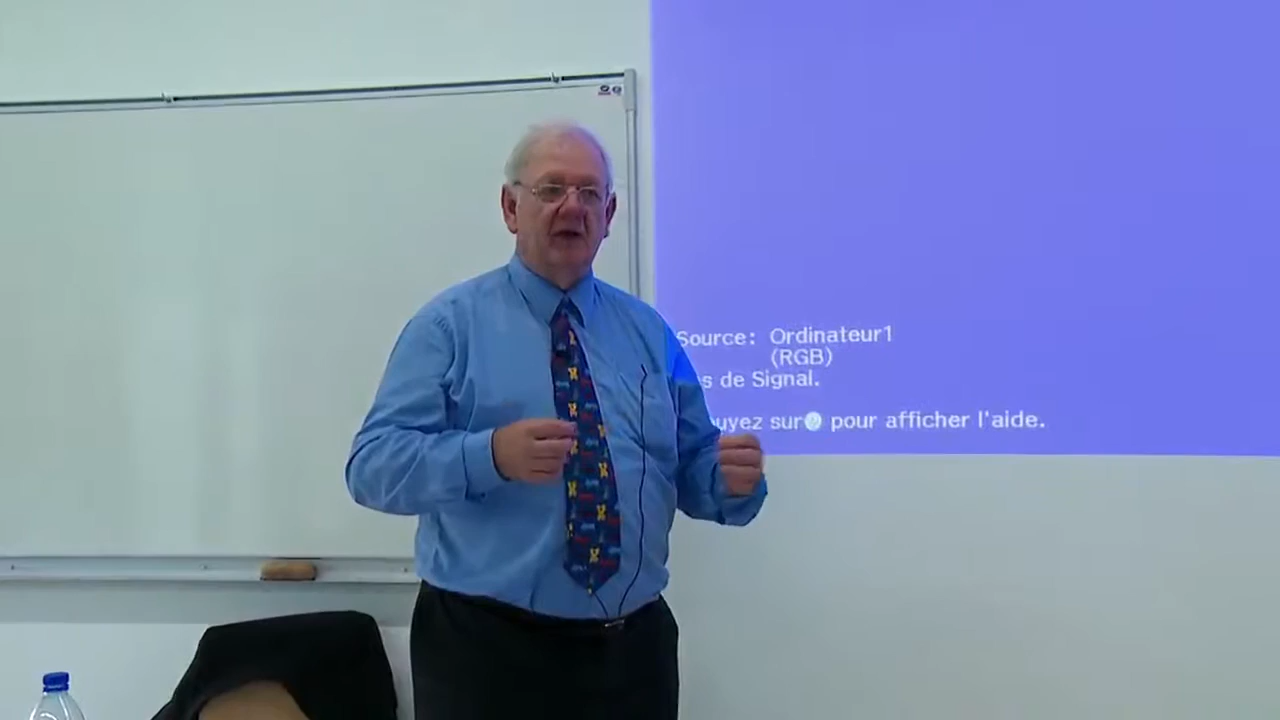 Source: Ordinateur1
(RGB)
s de Signal.
uyez sur pour afficher l'aide.